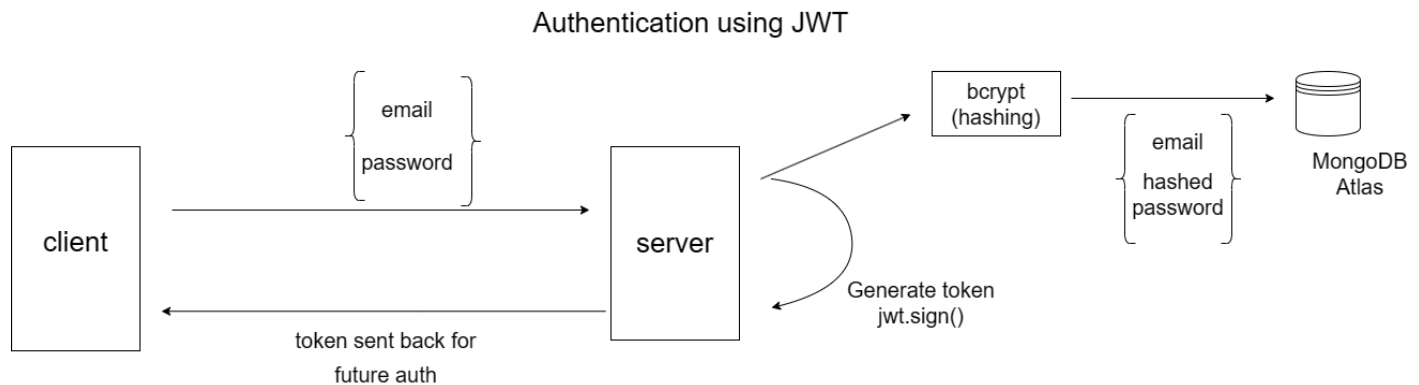 Authentication using JWT
email
password
client
server
bcrypt
(hashing)
email
hashed
password
MongoDB
Atlas
Generate token
jwt.sign()
token sent back for
future auth